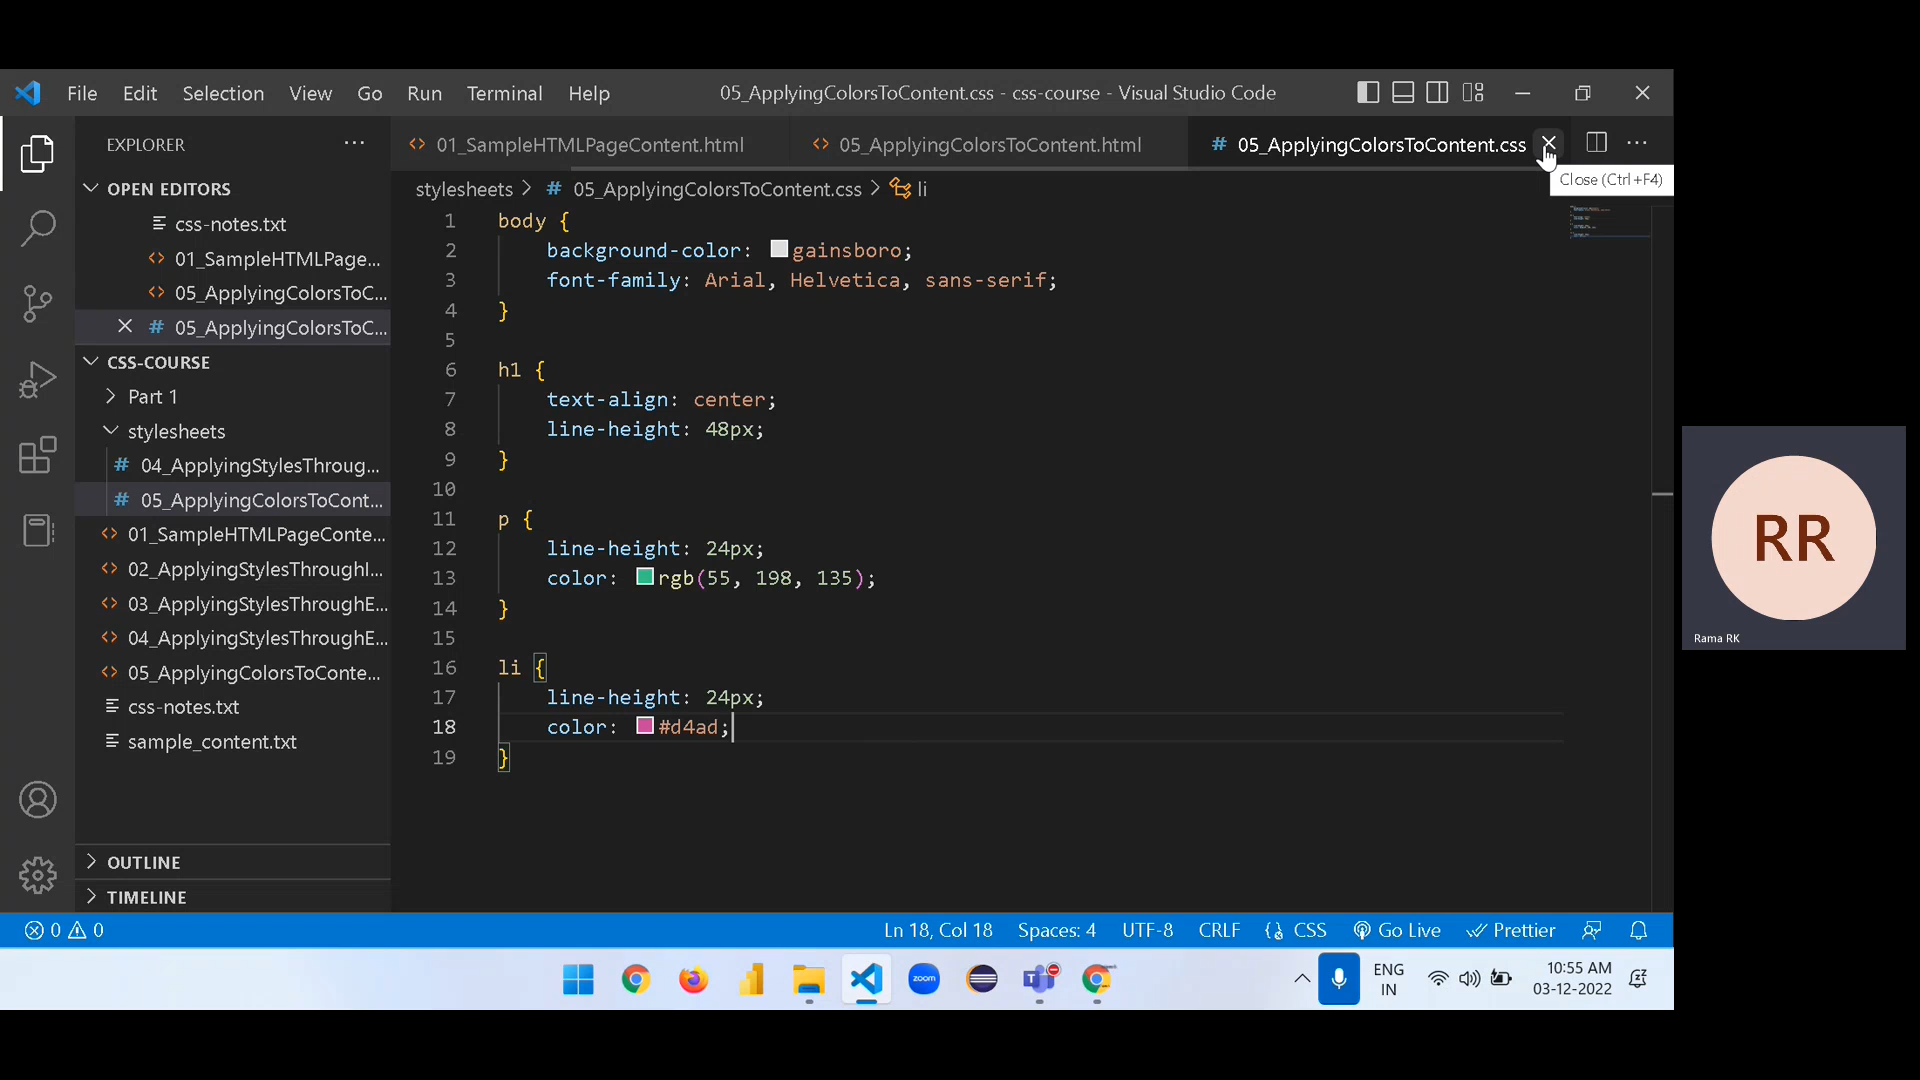 File Edit Selection View Go Run Terminal Help
05_ApplyingColorsToContent.css - css-course - Visual Studio Code
EXPLORER
01_SampleHTMLPageContent.html
05_ApplyingColorsToContent.html
# 05_ApplyingColorsToContent.css
Close (Ctrl+F4)
OPEN EDITORS
css-notes.txt
01_SampleHTMLPage...
05_ApplyingColorsToC...
# 05_ApplyingColorsToC...
CSS-COURSE
Part 1
stylesheets
# 04_ApplyingStylesThroug...
# 05_ApplyingColorsToCont...
01_SampleHTMLPageConte...
02_ApplyingStylesThroughI...
03_ApplyingStylesThroughE...
04_ApplyingStylesThroughE...
05_ApplyingColorsToConte...
css-notes.txt
sample_content.txt
OUTLINE
TIMELINE
stylesheets > # 05_ApplyingColorsToContent.css > li
1 body {
2 background-color: gainsboro;
3 font-family: Arial, Helvetica, sans-serif;
4 }
5
6 h1 {
7 text-align: center;
8 line-height: 48px;
9 }
10
11 p {
12 line-height: 24px;
13 color: rgb(55, 198, 135);
14 }
15
16 li {
17 line-height: 24px;
18 color: #d4ad;
19 }
RR
Rama RK
0 0
Ln 18, Col 18 Spaces: 4 UTF-8 CRLF CSS Go Live Prettier
zoom
ENG
IN
10:55 AM
03-12-2022